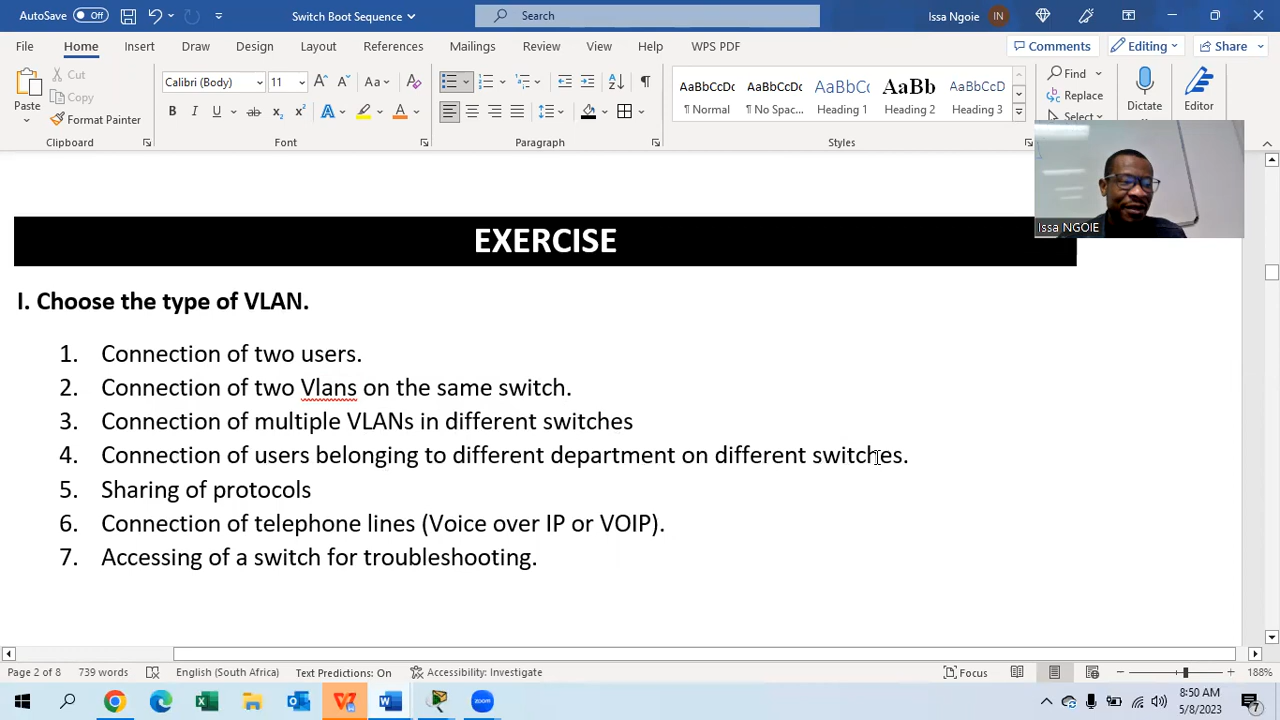 AutoSave Off Switch Boot Sequence Search Issa Ngoie IN
File Home Insert Draw Design Layout References Mailings Review View Help WPS PDF Comments Editing Share
Paste Cut Copy Format Painter
Calibri (Body) 11
AaBbCcDc AaBbCcDc AaBbCc AaBb AaBbCcD
¶ Normal ¶ No Spac... Heading 1 Heading 2 Heading 3
Find Replace Select Dictate Editor
Clipboard Font Paragraph Styles
Issa NGOIE
EXERCISE
I. Choose the type of VLAN.
1. Connection of two users.
2. Connection of two Vlans on the same switch.
3. Connection of multiple VLANs in different switches
4. Connection of users belonging to different department on different switches.
5. Sharing of protocols
6. Connection of telephone lines (Voice over IP or VOIP).
7. Accessing of a switch for troubleshooting.
Page 2 of 8 739 words English (South Africa) Text Predictions: On Accessibility: Investigate Focus 188%
zoom
8:50 AM
5/8/2023
7